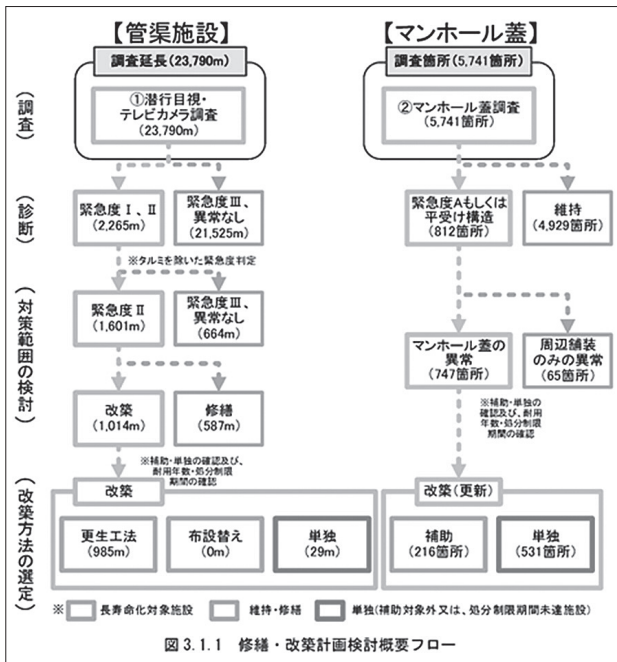 【管渠施設】
調査延長(23,790m)
①潜行目視・
テレビカメラ調査
(23,790m)
緊急度Ⅰ、Ⅱ
(2,265m)
緊急度Ⅲ、
異常なし
(21,525m)
※タルミを除いた緊急度判定
緊急度Ⅱ
(1,601m)
緊急度Ⅲ、
異常なし
(664m)
改築
(1,014m)
修繕
(587m)
※補助・単独の確認及び、
耐用年数・処分制限
期間の確認
改築
更生工法
(985m)
布設替え
(0m)
単独
(29m)
【マンホール蓋】
調査箇所(5,741箇所)
②マンホール蓋調査
(5,741箇所)
緊急度Aもしくは
平受け構造
(812箇所)
維持
(4,929箇所)
マンホール蓋の
異常
(747箇所)
周辺舗装
のみの異常
(65箇所)
※補助・単独の
確認及び、耐用
年数・処分制限
期間の確認
改築(更新)
補助
(216箇所)
単独
(531箇所)
(調査)
(診断)
(対策範囲の検討)
(改築方法の選定)
※ 長寿命化対象施設 維持・修繕 単独(補助対象外又は、処分制限期間未達施設)
図3.1.1 修繕・改築計画検討概要フロー